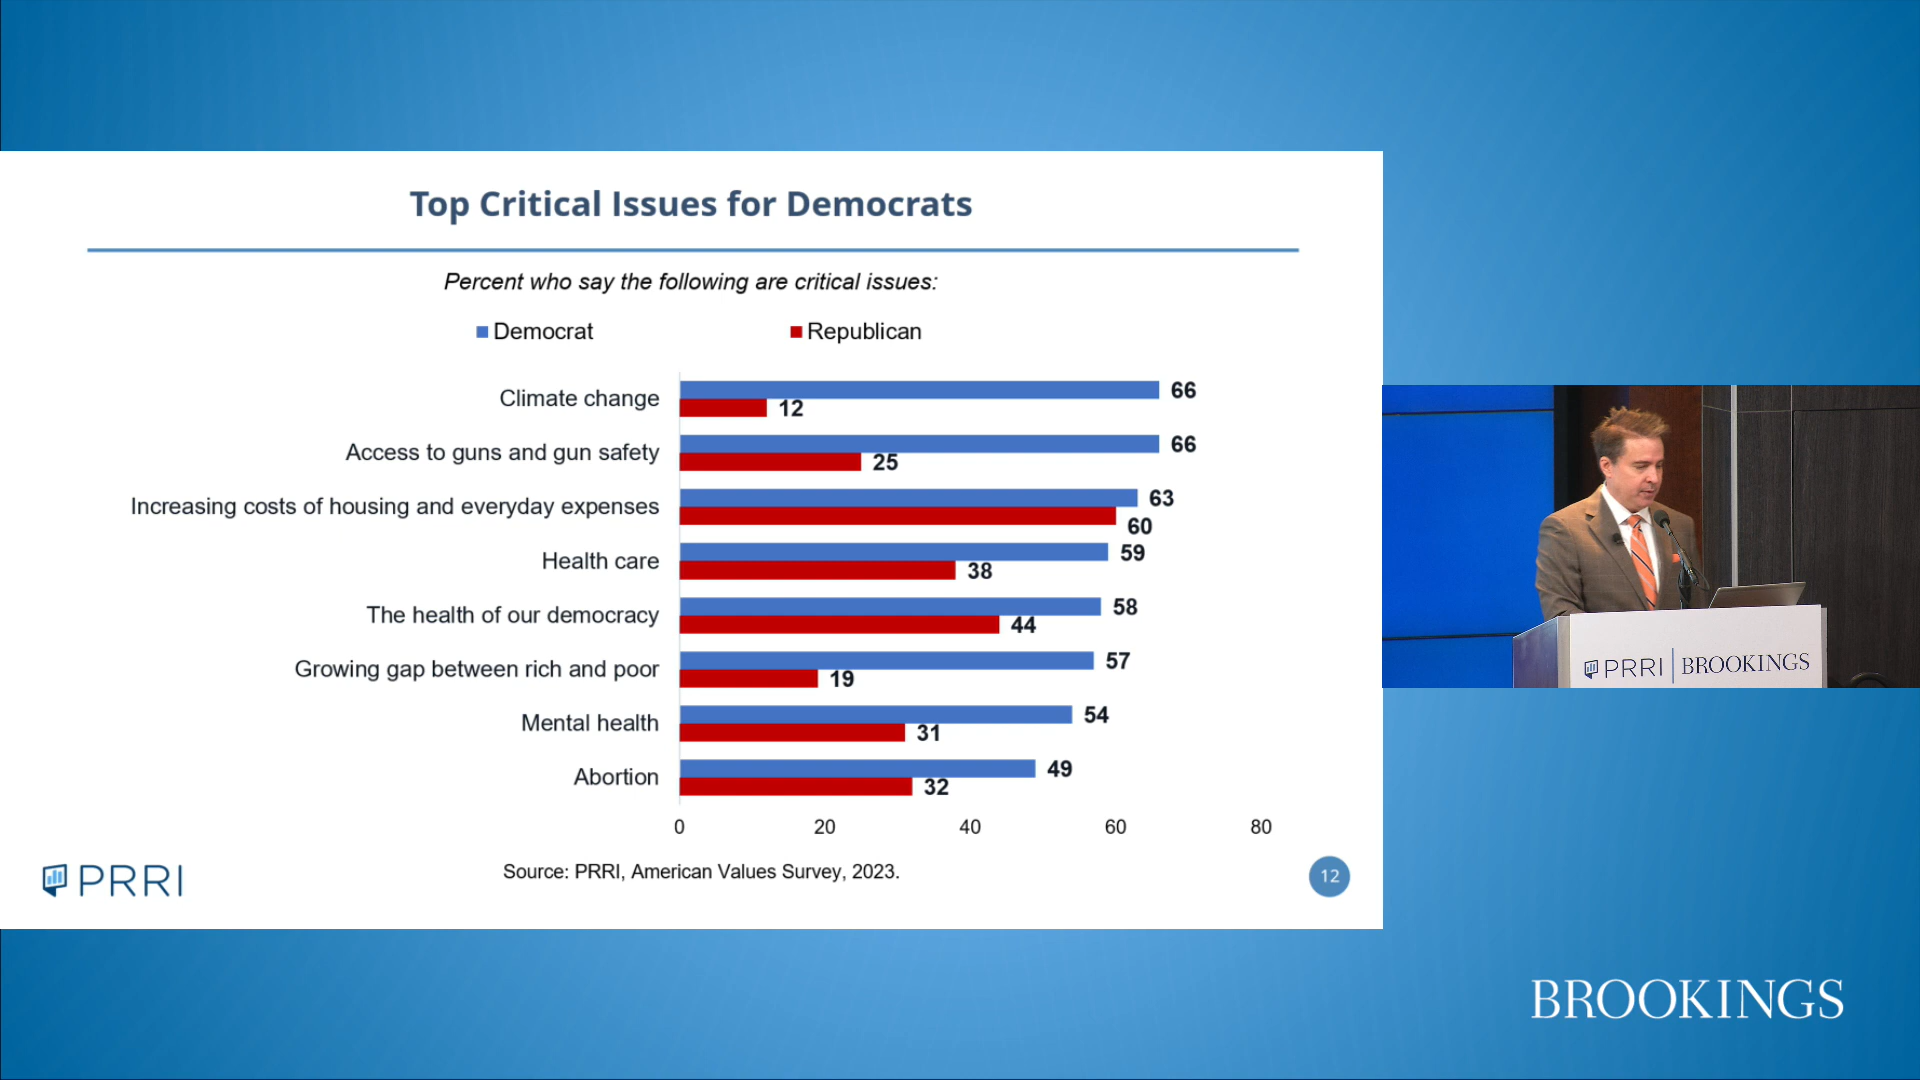 Top Critical Issues for Democrats
Percent who say the following are critical issues:
Democrat Republican
Climate change 66
12
Access to guns and gun safety 66
25
Increasing costs of housing and everyday expenses 63
60
Health care 59
38
The health of our democracy 58
44
Growing gap between rich and poor 57
19
Mental health 54
31
Abortion 49
32
0 20 40 60 80
Source: PRRI, American Values Survey, 2023.
PRRI
12
PRRI BROOKINGS
BROOKINGS